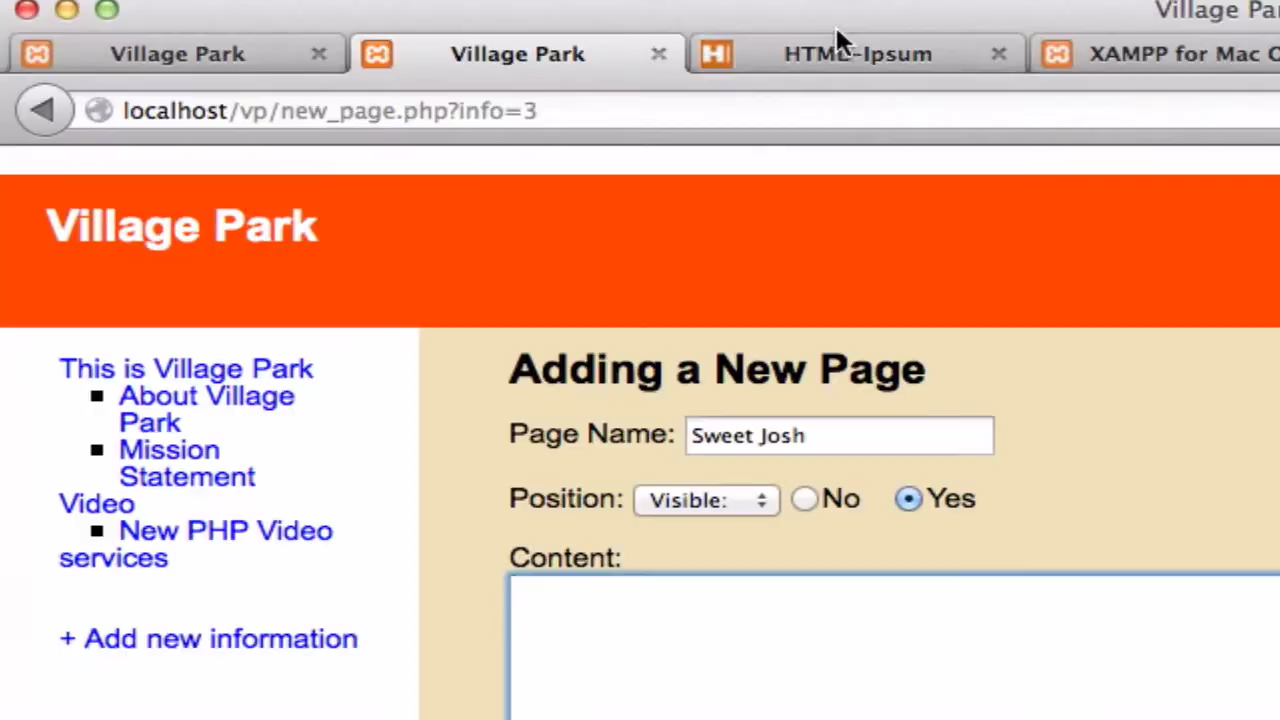 Village Par
Village Park
Village Park
HTML-Ipsum
XAMPP for Mac O
localhost/vp/new_page.php?info=3
Village Park
This is Village Park
About Village
Park
Mission
Statement
Video
New PHP Video
services
+ Add new information
Adding a New Page
Page Name: Sweet Josh
Position: Visible: No Yes
Content: